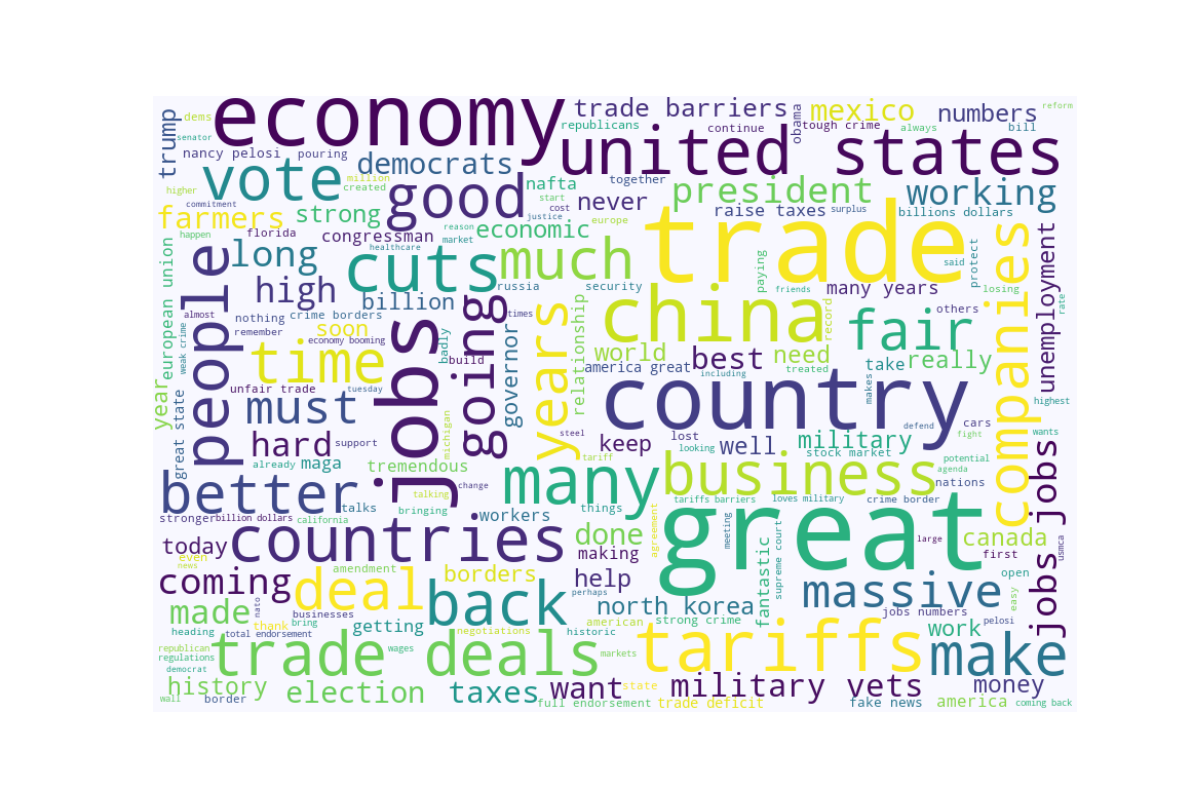 economy
trade barriers
mexico
numbers
reform
trump
dems
senator
republicans
continue
obama
tough crime
always
bill
united states
nancy pelosi
pouring
democrats
vote
million
created
good
nafta
together
start
cost
never
president
working
higher
commitment
farmers
strong
justice
raise taxes
surplus
billions dollars
happen
florida
congressman
reason
economic
europe
trade
european union
people
long
healthcare
market
cuts
much
said
protect
companies
unemployment
high
billion
russia
security
paying
friends
many years
losing
rate
almost
nothing
crime borders
going
times
years
relationship
china
record
others
fair
weak crime
remember
soon
economy booming
jobs
badly
build
governor
world
best
need
take
really
time
america great
treated
including
year
unfair trade
tuesday
country
makes
highest
great state
must
michigan
steel
keep
lost
well
military
defend
cars
fight
wants
hard
support
looking
stock market
already
maga
tremendous
tariff
potential
agenda
nations
better
talks
talking
change
bringing
many
business
tariffs barriers
loves military
crime border
jobs jobs
stronger
billion dollars
california
workers
things
great
today
countries
done
agreement
meeting
supreme court
large
canada
first
usmca
even
news
making
coming
amendment
borders
help
perhaps
fantastic
massive
easy
open
made
nato
deal
businesses
back
north korea
jobs numbers
pelosi
thank
bring
heading
total endorsement
getting
negotiations
american
historic
strong crime
work
republican
regulations
democrat
trade deals
wages
markets
tariffs
make
wall
history
border
election
taxes
want
state
military vets
money
full endorsement
trade deficit
fake news
america
coming back